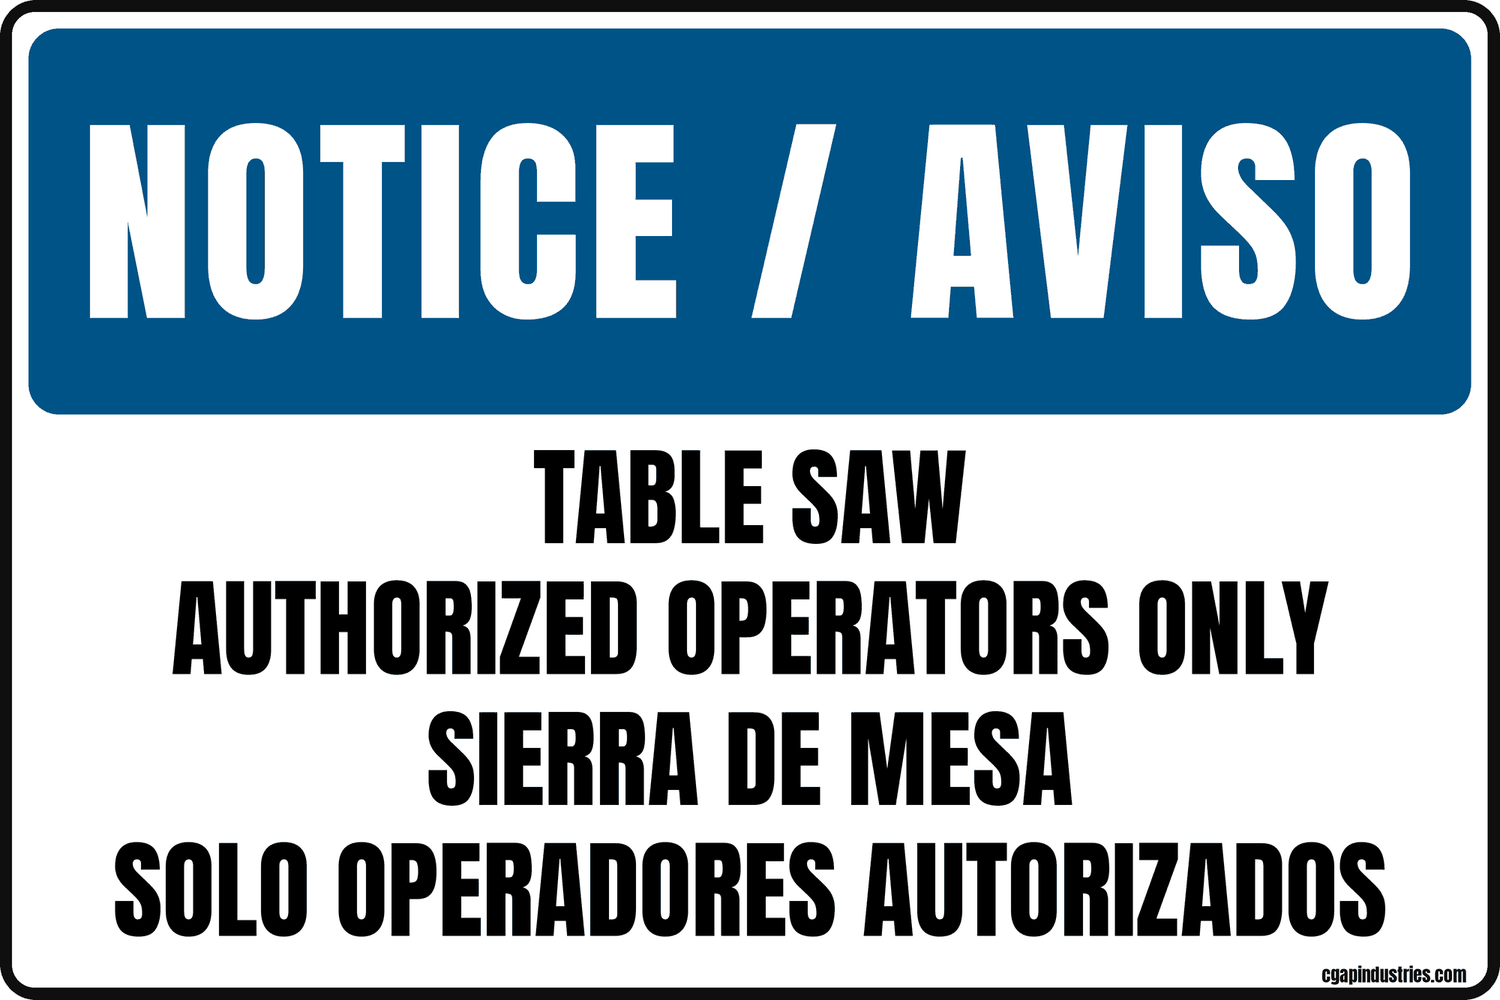 NOTICE / AVISO
TABLE SAW
AUTHORIZED OPERATORS ONLY
SIERRA DE MESA
SOLO OPERADORES AUTORIZADOS
cgapindustries.com